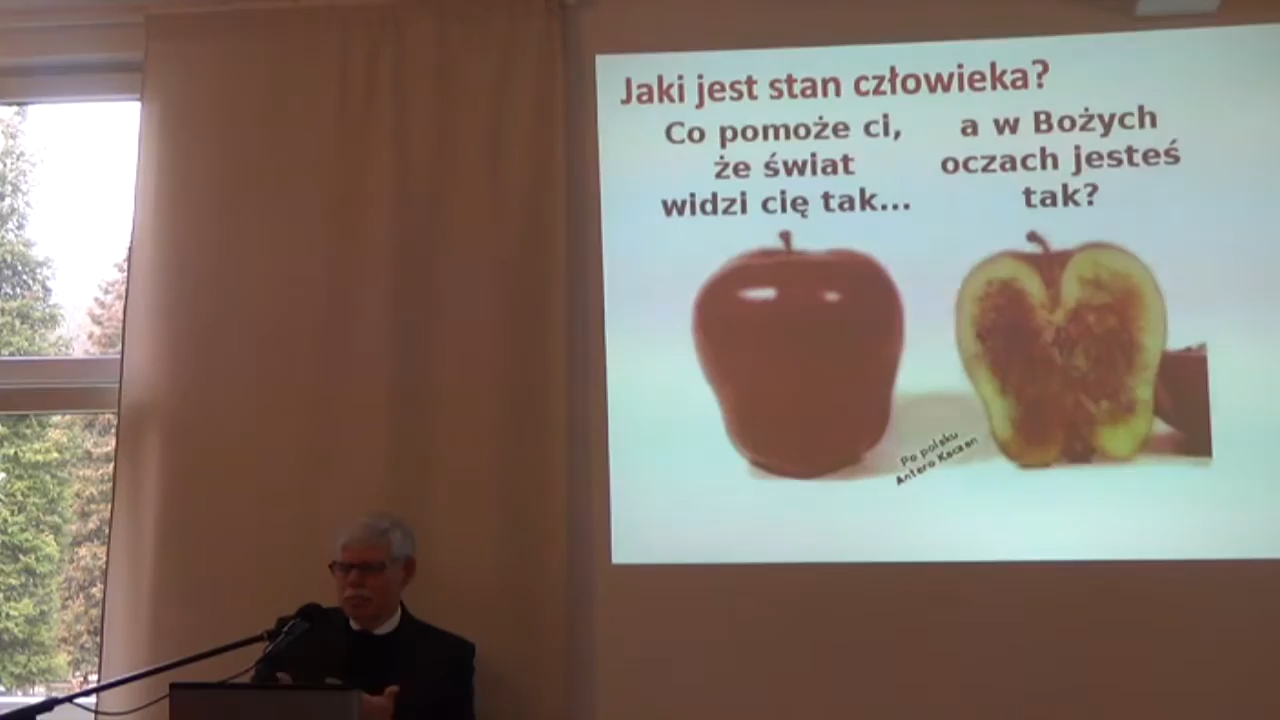 Jaki jest stan człowieka?
Co pomoże ci,
że świat
widzi cię tak...
a w Bożych
oczach jesteś
tak?
Po polsku
Antero Kaczan